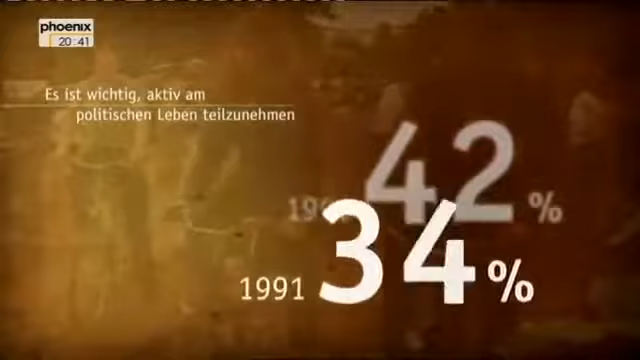 phoenix
20:41
Es ist wichtig, aktiv am
politischen Leben teilzunehmen
42 %
1991 34 %